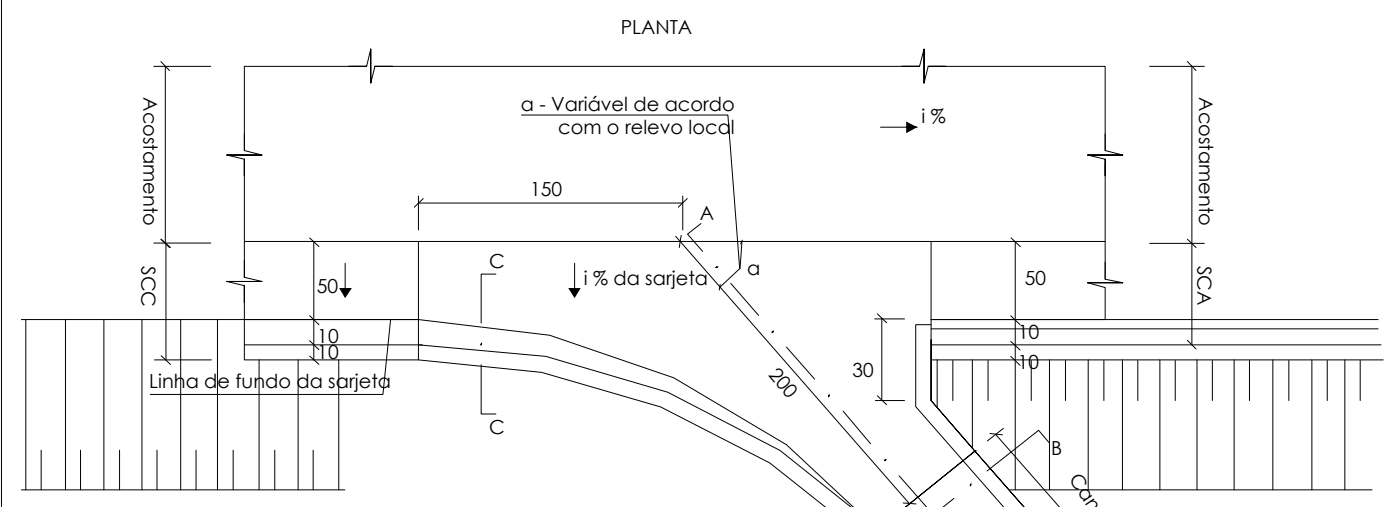 PLANTA
a - Variável de acordo
com o relevo local
i %
Acostamento
Acostamento
150
A
SCC
50
C
i % da sarjeta
a
50
SCA
10
10
10
10
30
Linha de fundo da sarjeta
200
C
B